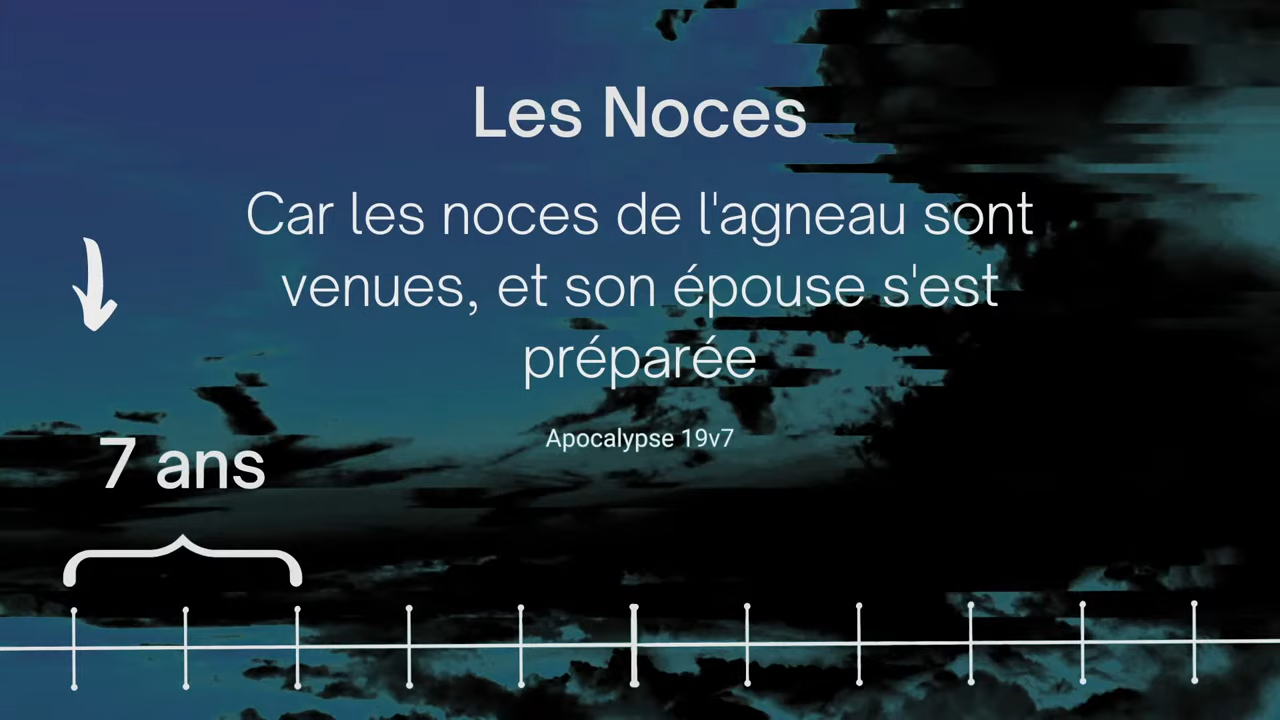 Les Noces
Car les noces de l'agneau sont
venues, et son épouse s'est
préparée
Apocalypse 19v7
7 ans